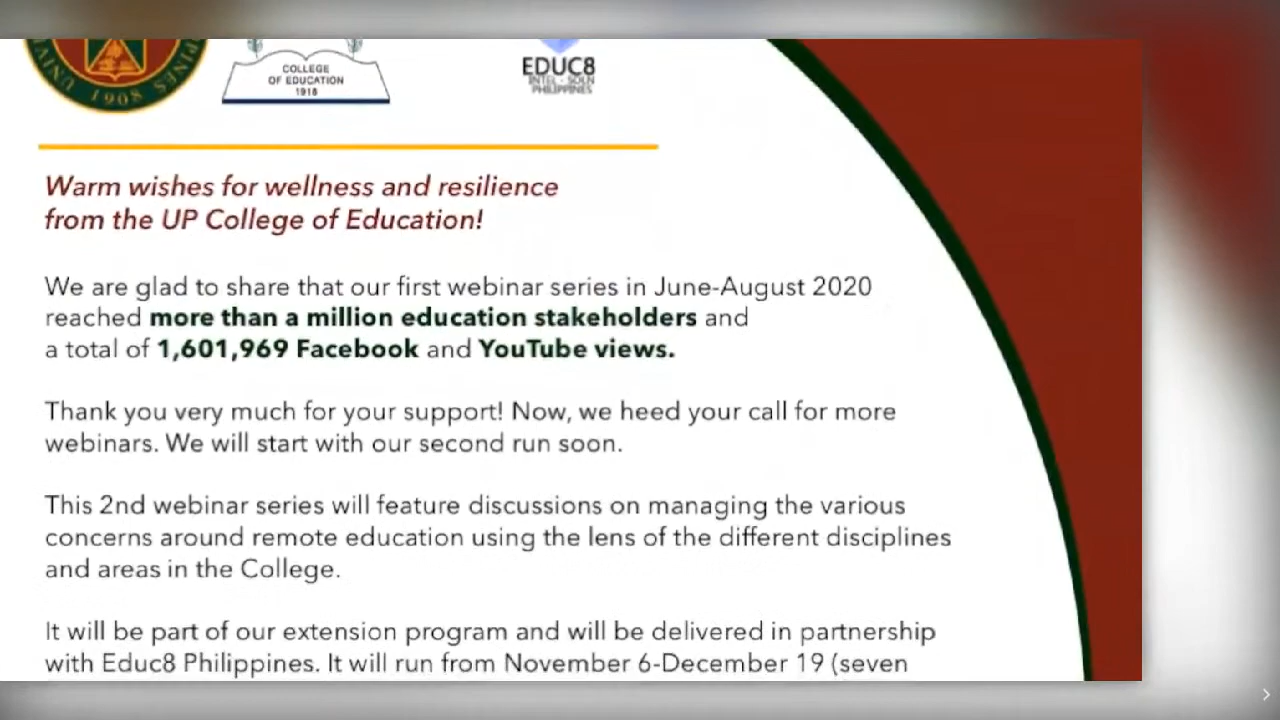 UNIV
PINES
1908
COLLEGE
OF EDUCATION
1918
EDUC8
INTEL - SOLN
PHILIPPINES
Warm wishes for wellness and resilience
from the UP College of Education!
We are glad to share that our first webinar series in June-August 2020
reached more than a million education stakeholders and
a total of 1,601,969 Facebook and YouTube views.
Thank you very much for your support! Now, we heed your call for more
webinars. We will start with our second run soon.
This 2nd webinar series will feature discussions on managing the various
concerns around remote education using the lens of the different disciplines
and areas in the College.
It will be part of our extension program and will be delivered in partnership
with Educ8 Philippines. It will run from November 6-December 19 (seven